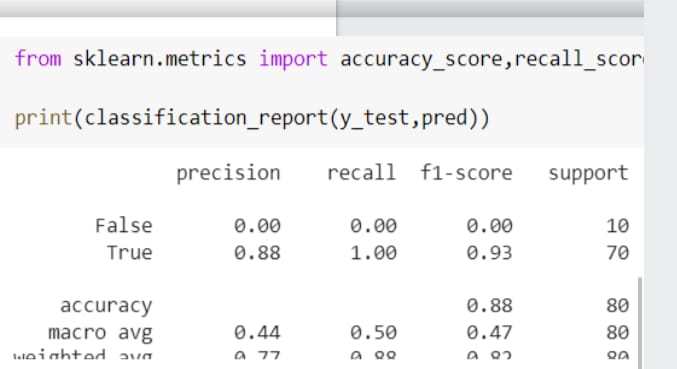 from sklearn.metrics import accuracy_score,recall_scor
print(classification_report(y_test,pred))
precision recall f1-score support
False 0.00 0.00 0.00 10
True 0.88 1.00 0.93 70
accuracy 0.88 80
macro avg 0.44 0.50 0.47 80
weighted avg 0.77 0.88 0.82 80